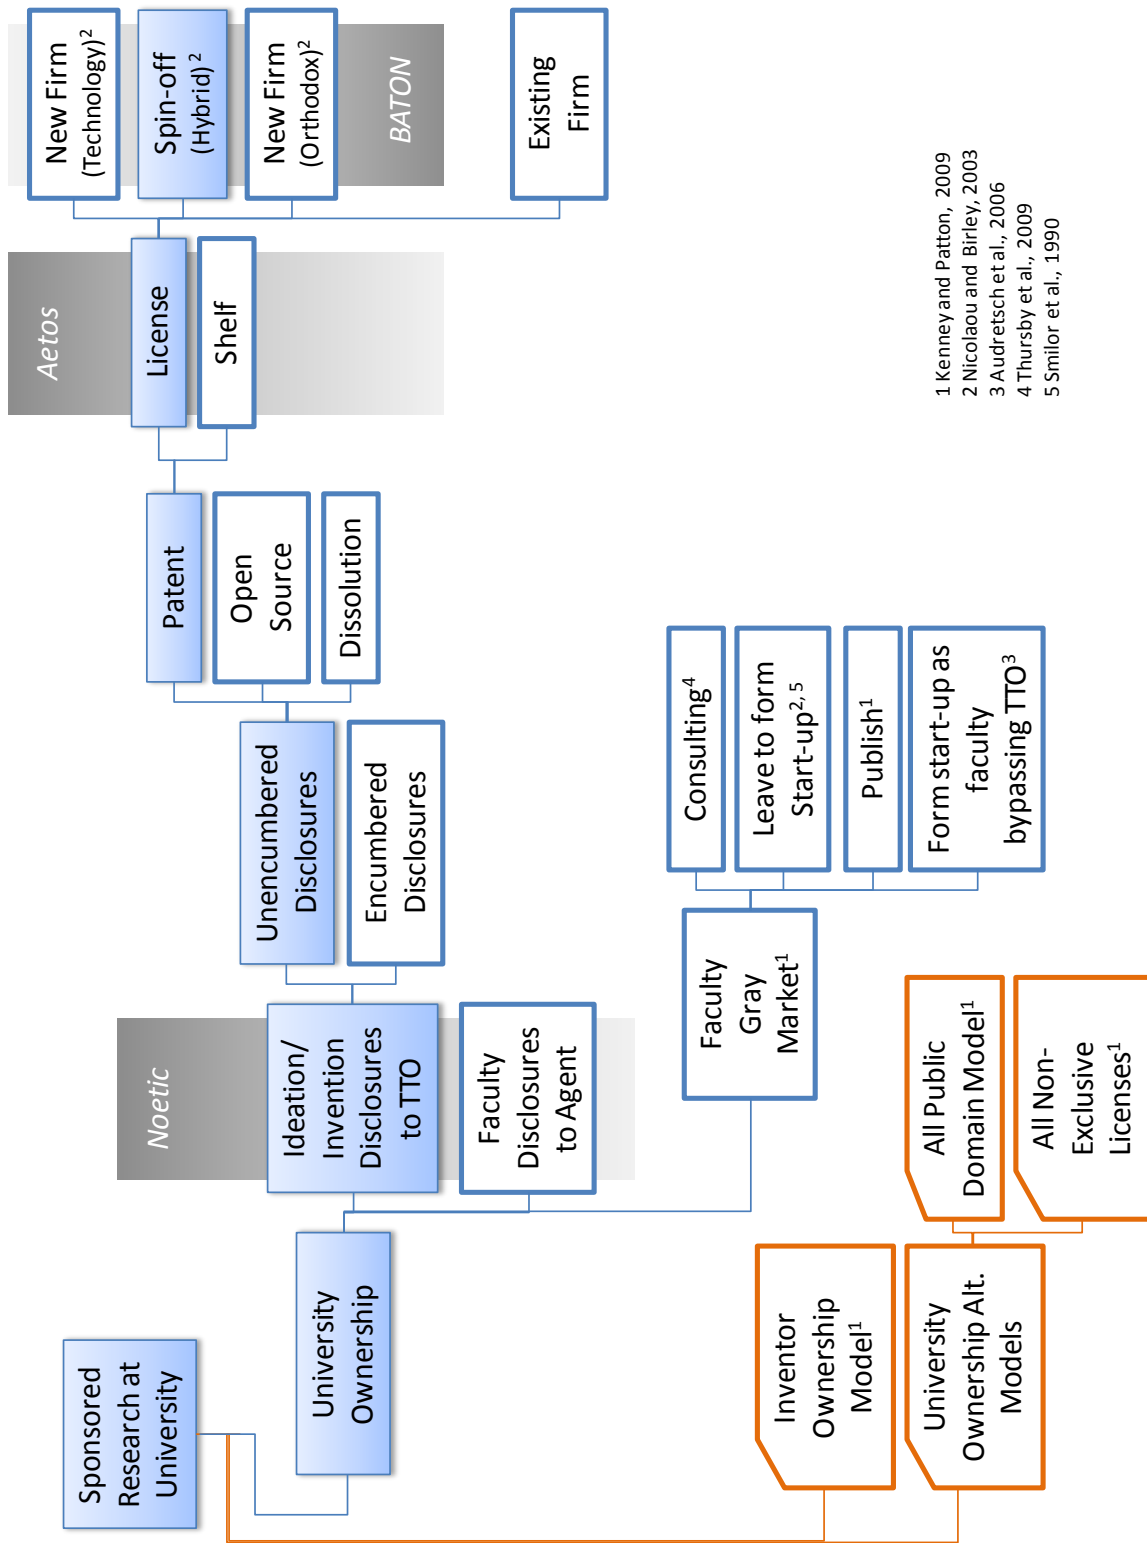 Sponsored
Research at
University
University
Ownership
Noetic
Ideation/
Invention
Disclosures
to TTO
Faculty
Disclosures
to Agent
Unencumbered
Disclosures
Encumbered
Disclosures
Patent
Open
Source
Dissolution
Aetos
License
Shelf
New Firm
(Technology)²
Spin-off
(Hybrid) ²
New Firm
(Orthodox)²
BATON
Existing
Firm
Faculty
Gray
Market¹
Consulting⁴
Leave to form
Start-up²,⁵
Publish¹
Form start-up as
faculty
bypassing TTO³
Inventor
Ownership
Model¹
University
Ownership Alt.
Models
All Public
Domain Model¹
All Non-
Exclusive
Licenses¹
1 Kenney and Patton, 2009
2 Nicolaou and Birley, 2003
3 Audretsch et al., 2006
4 Thursby et al., 2009
5 Smilor et al., 1990